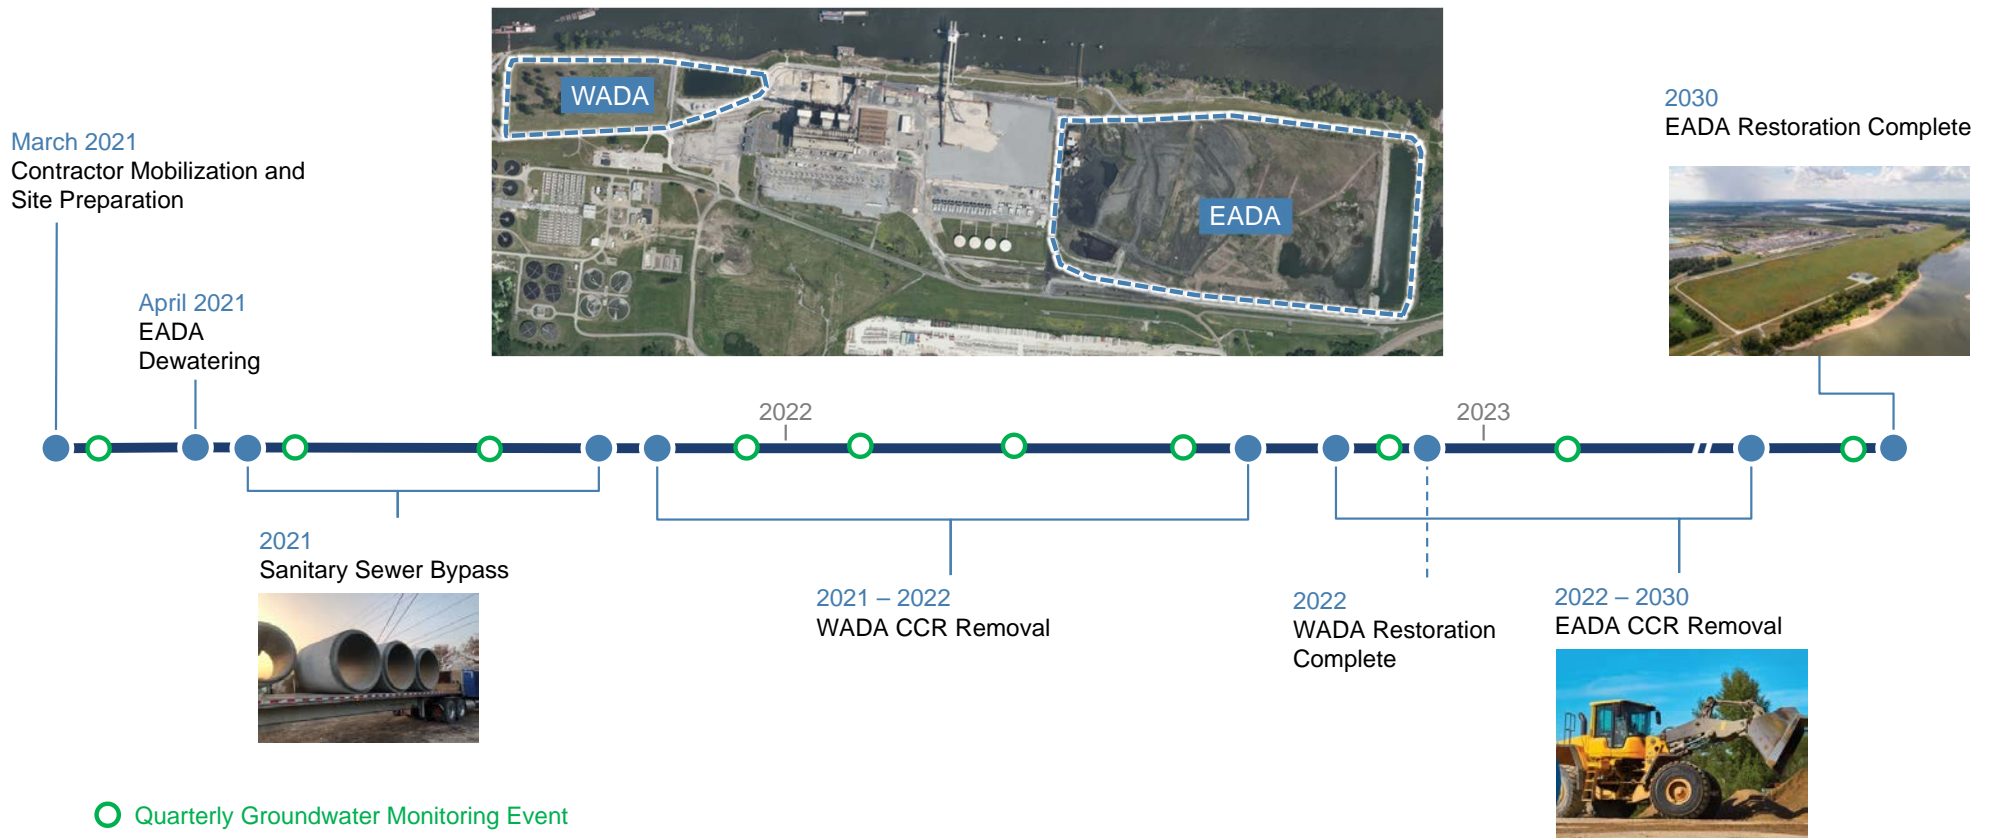 WADA
EADA
March 2021
Contractor Mobilization and
Site Preparation
April 2021
EADA
Dewatering
2030
EADA Restoration Complete
2022
2023
2021
Sanitary Sewer Bypass
2021 – 2022
WADA CCR Removal
2022
WADA Restoration
Complete
2022 – 2030
EADA CCR Removal
Quarterly Groundwater Monitoring Event